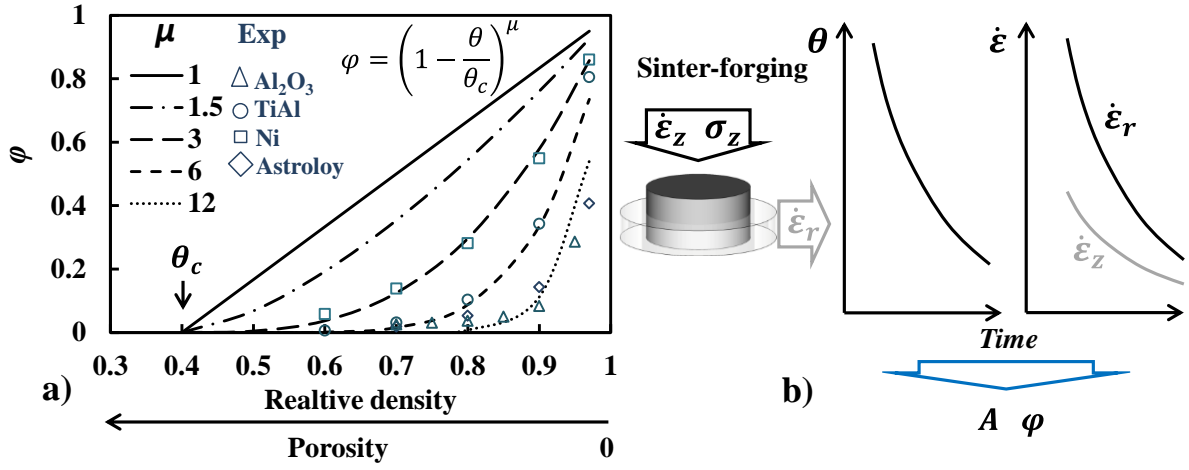 μ Exp
φ = (1 − θ/θc)^μ
1 Al2O3
1.5 TiAl
3 Ni
6 Astroloy
12
θc
φ
1
0.8
0.6
0.4
0.2
0
0.3 0.4 0.5 0.6 0.7 0.8 0.9 1
a)
Realtive density
Porosity 0
Sinter-forging
ε̇z σz
ε̇r
θ
ε̇
ε̇r
ε̇z
Time
b)
A φ